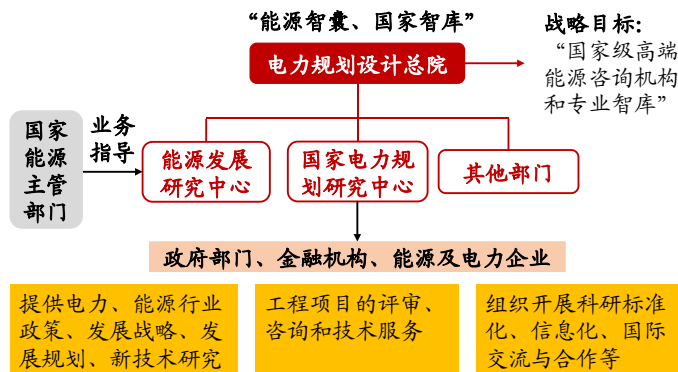 “能源智囊、国家智库”
电力规划设计总院
战略目标：
“国家级高端
能源咨询机构
和专业智库”
国家
能源
主管
部门
业务
指导
能源发展
研究中心
国家电力规
划研究中心
其他部门
政府部门、金融机构、能源及电力企业
提供电力、能源行业
政策、发展战略、发
展规划、新技术研究
工程项目的评审、
咨询和技术服务
组织开展科研标准
化、信息化、国际
交流与合作等